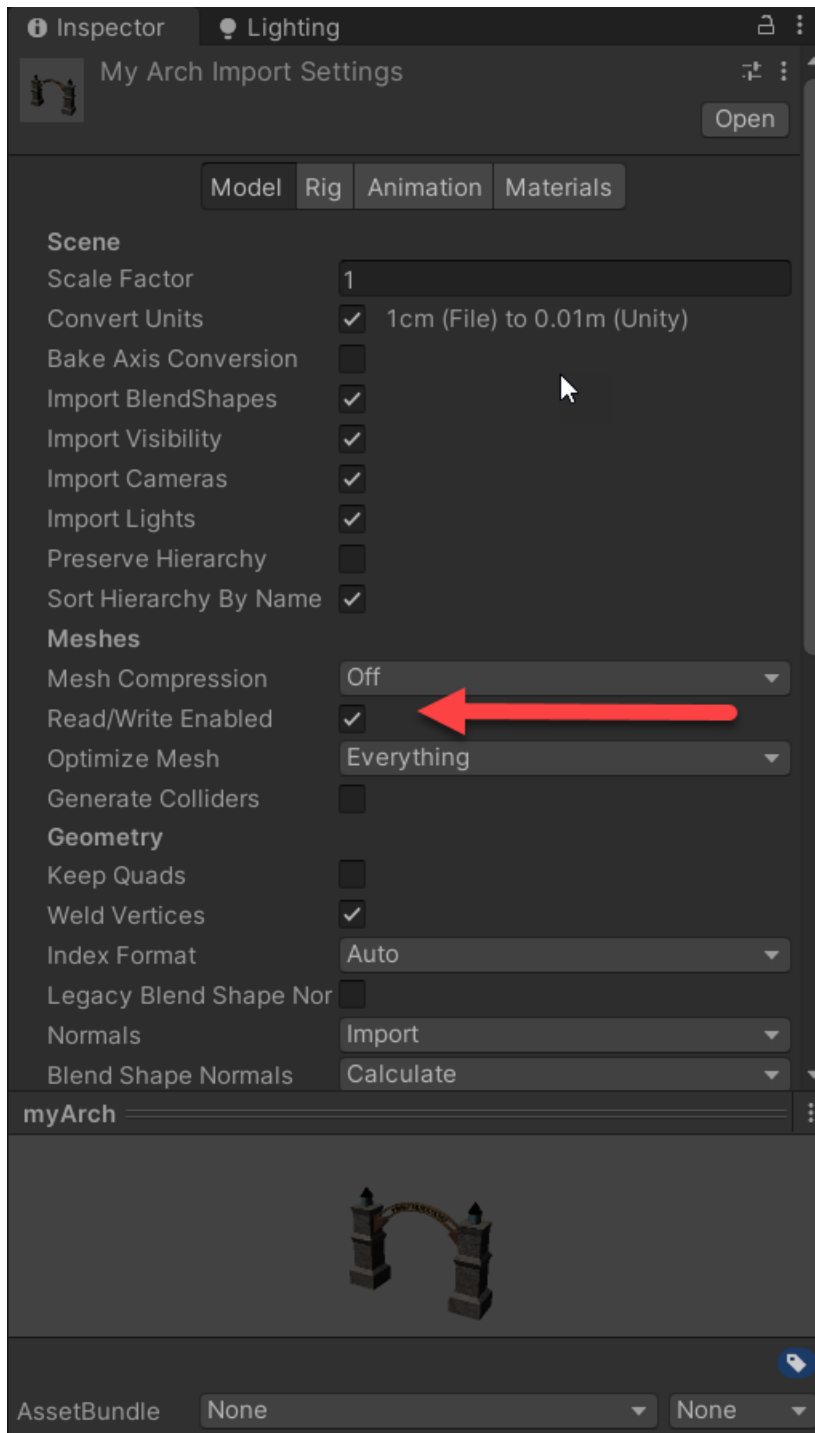 Inspector Lighting
My Arch Import Settings
Open
Model Rig Animation Materials
Scene
Scale Factor 1
Convert Units 1cm (File) to 0.01m (Unity)
Bake Axis Conversion
Import BlendShapes
Import Visibility
Import Cameras
Import Lights
Preserve Hierarchy
Sort Hierarchy By Name
Meshes
Mesh Compression Off
Read/Write Enabled
Optimize Mesh Everything
Generate Colliders
Geometry
Keep Quads
Weld Vertices
Index Format Auto
Legacy Blend Shape Nor
Normals Import
Blend Shape Normals Calculate
myArch
AssetBundle None None